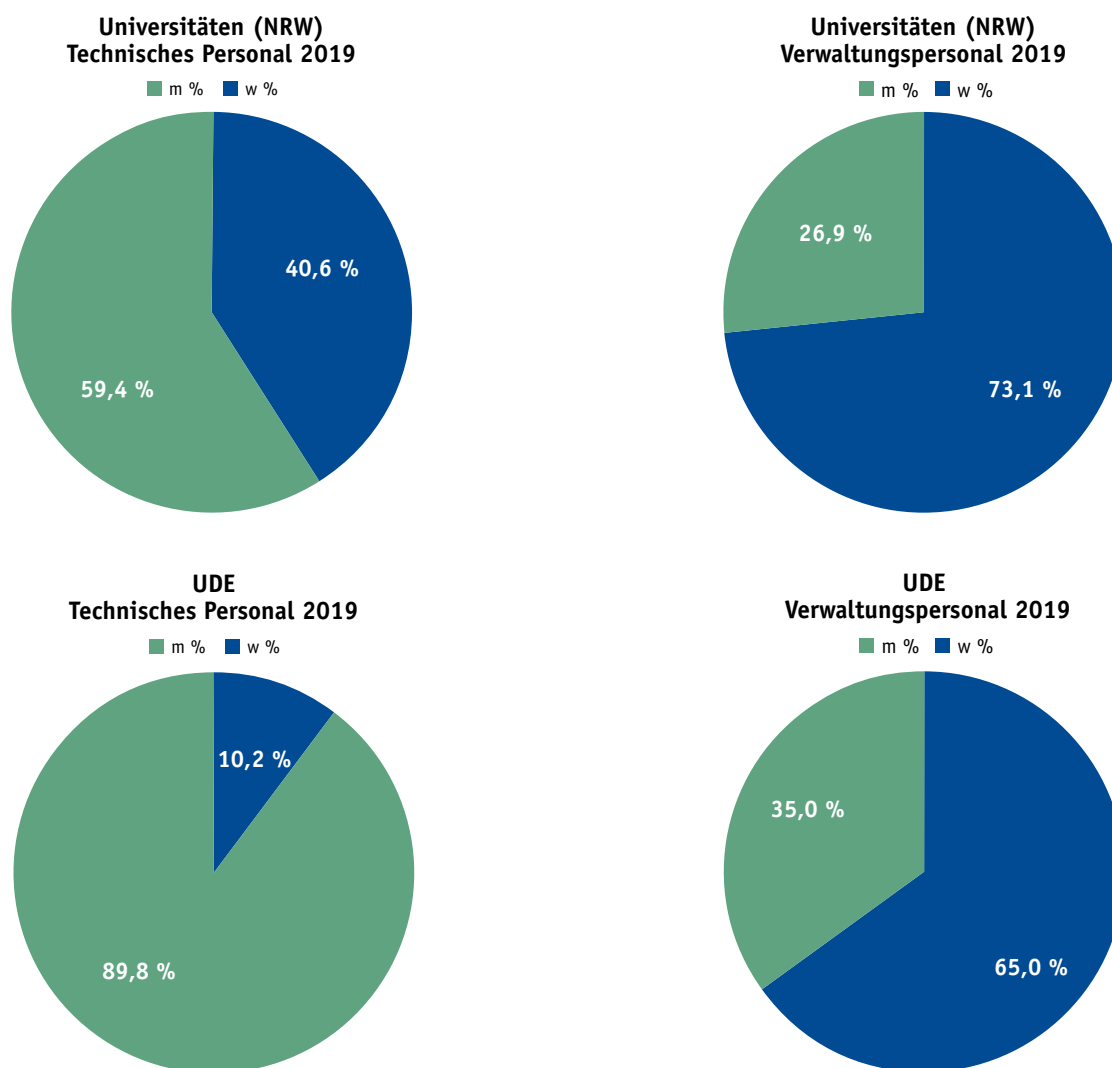 Universitäten (NRW)
Technisches Personal 2019
m %  w %
40,6 %
59,4 %
Universitäten (NRW)
Verwaltungspersonal 2019
m %  w %
26,9 %
73,1 %
UDE
Technisches Personal 2019
m %  w %
10,2 %
89,8 %
UDE
Verwaltungspersonal 2019
m %  w %
35,0 %
65,0 %